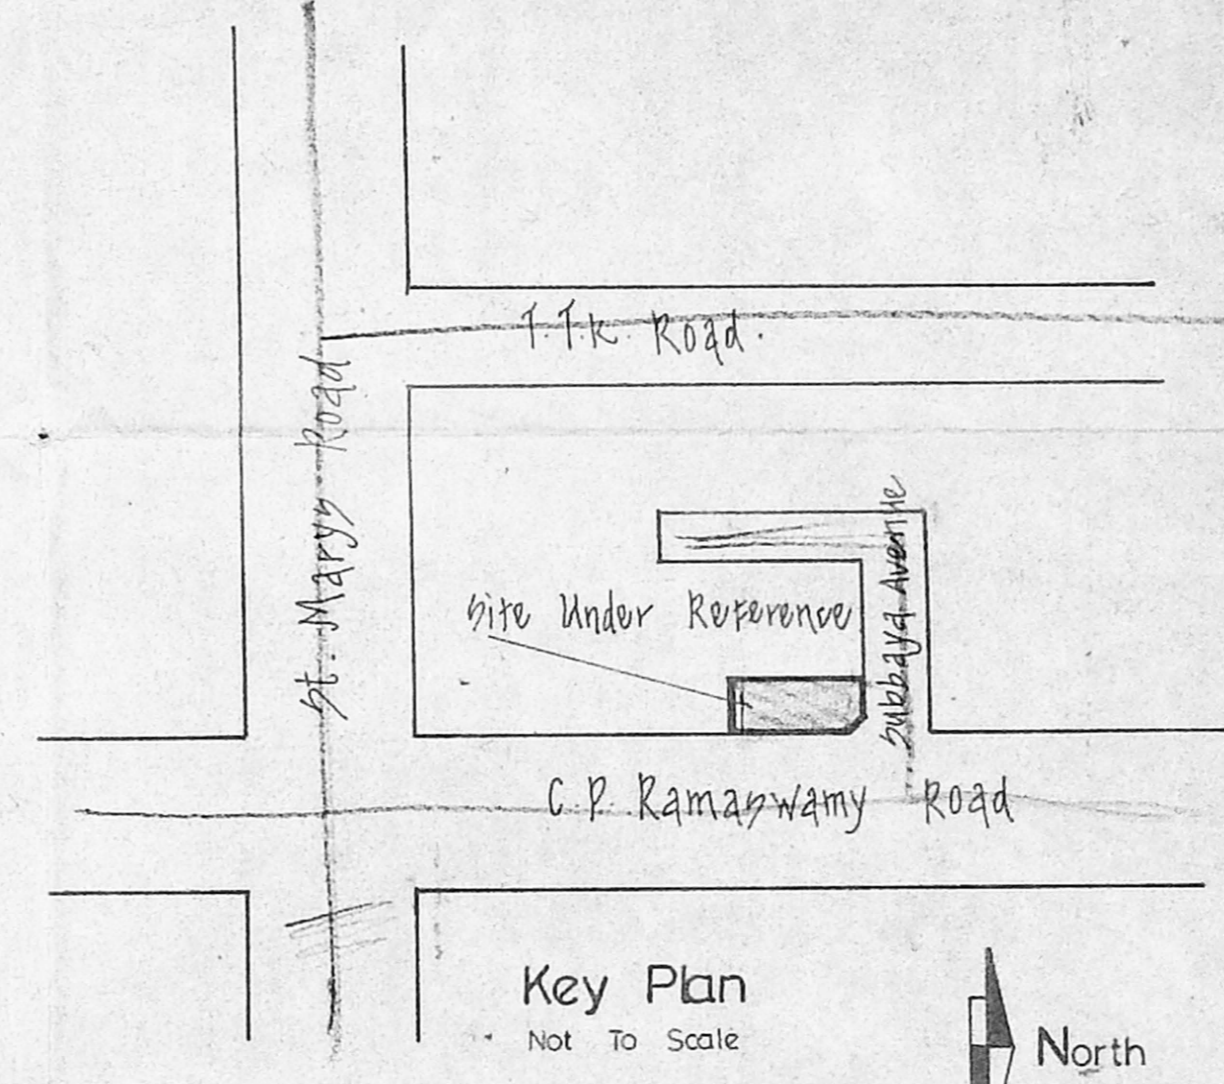 T.T.K. Road.
St. Marys Road
Subbaya Avenue
Site Under Reference
C. P. Ramaswamy Road
Key Plan
Not To Scale
North